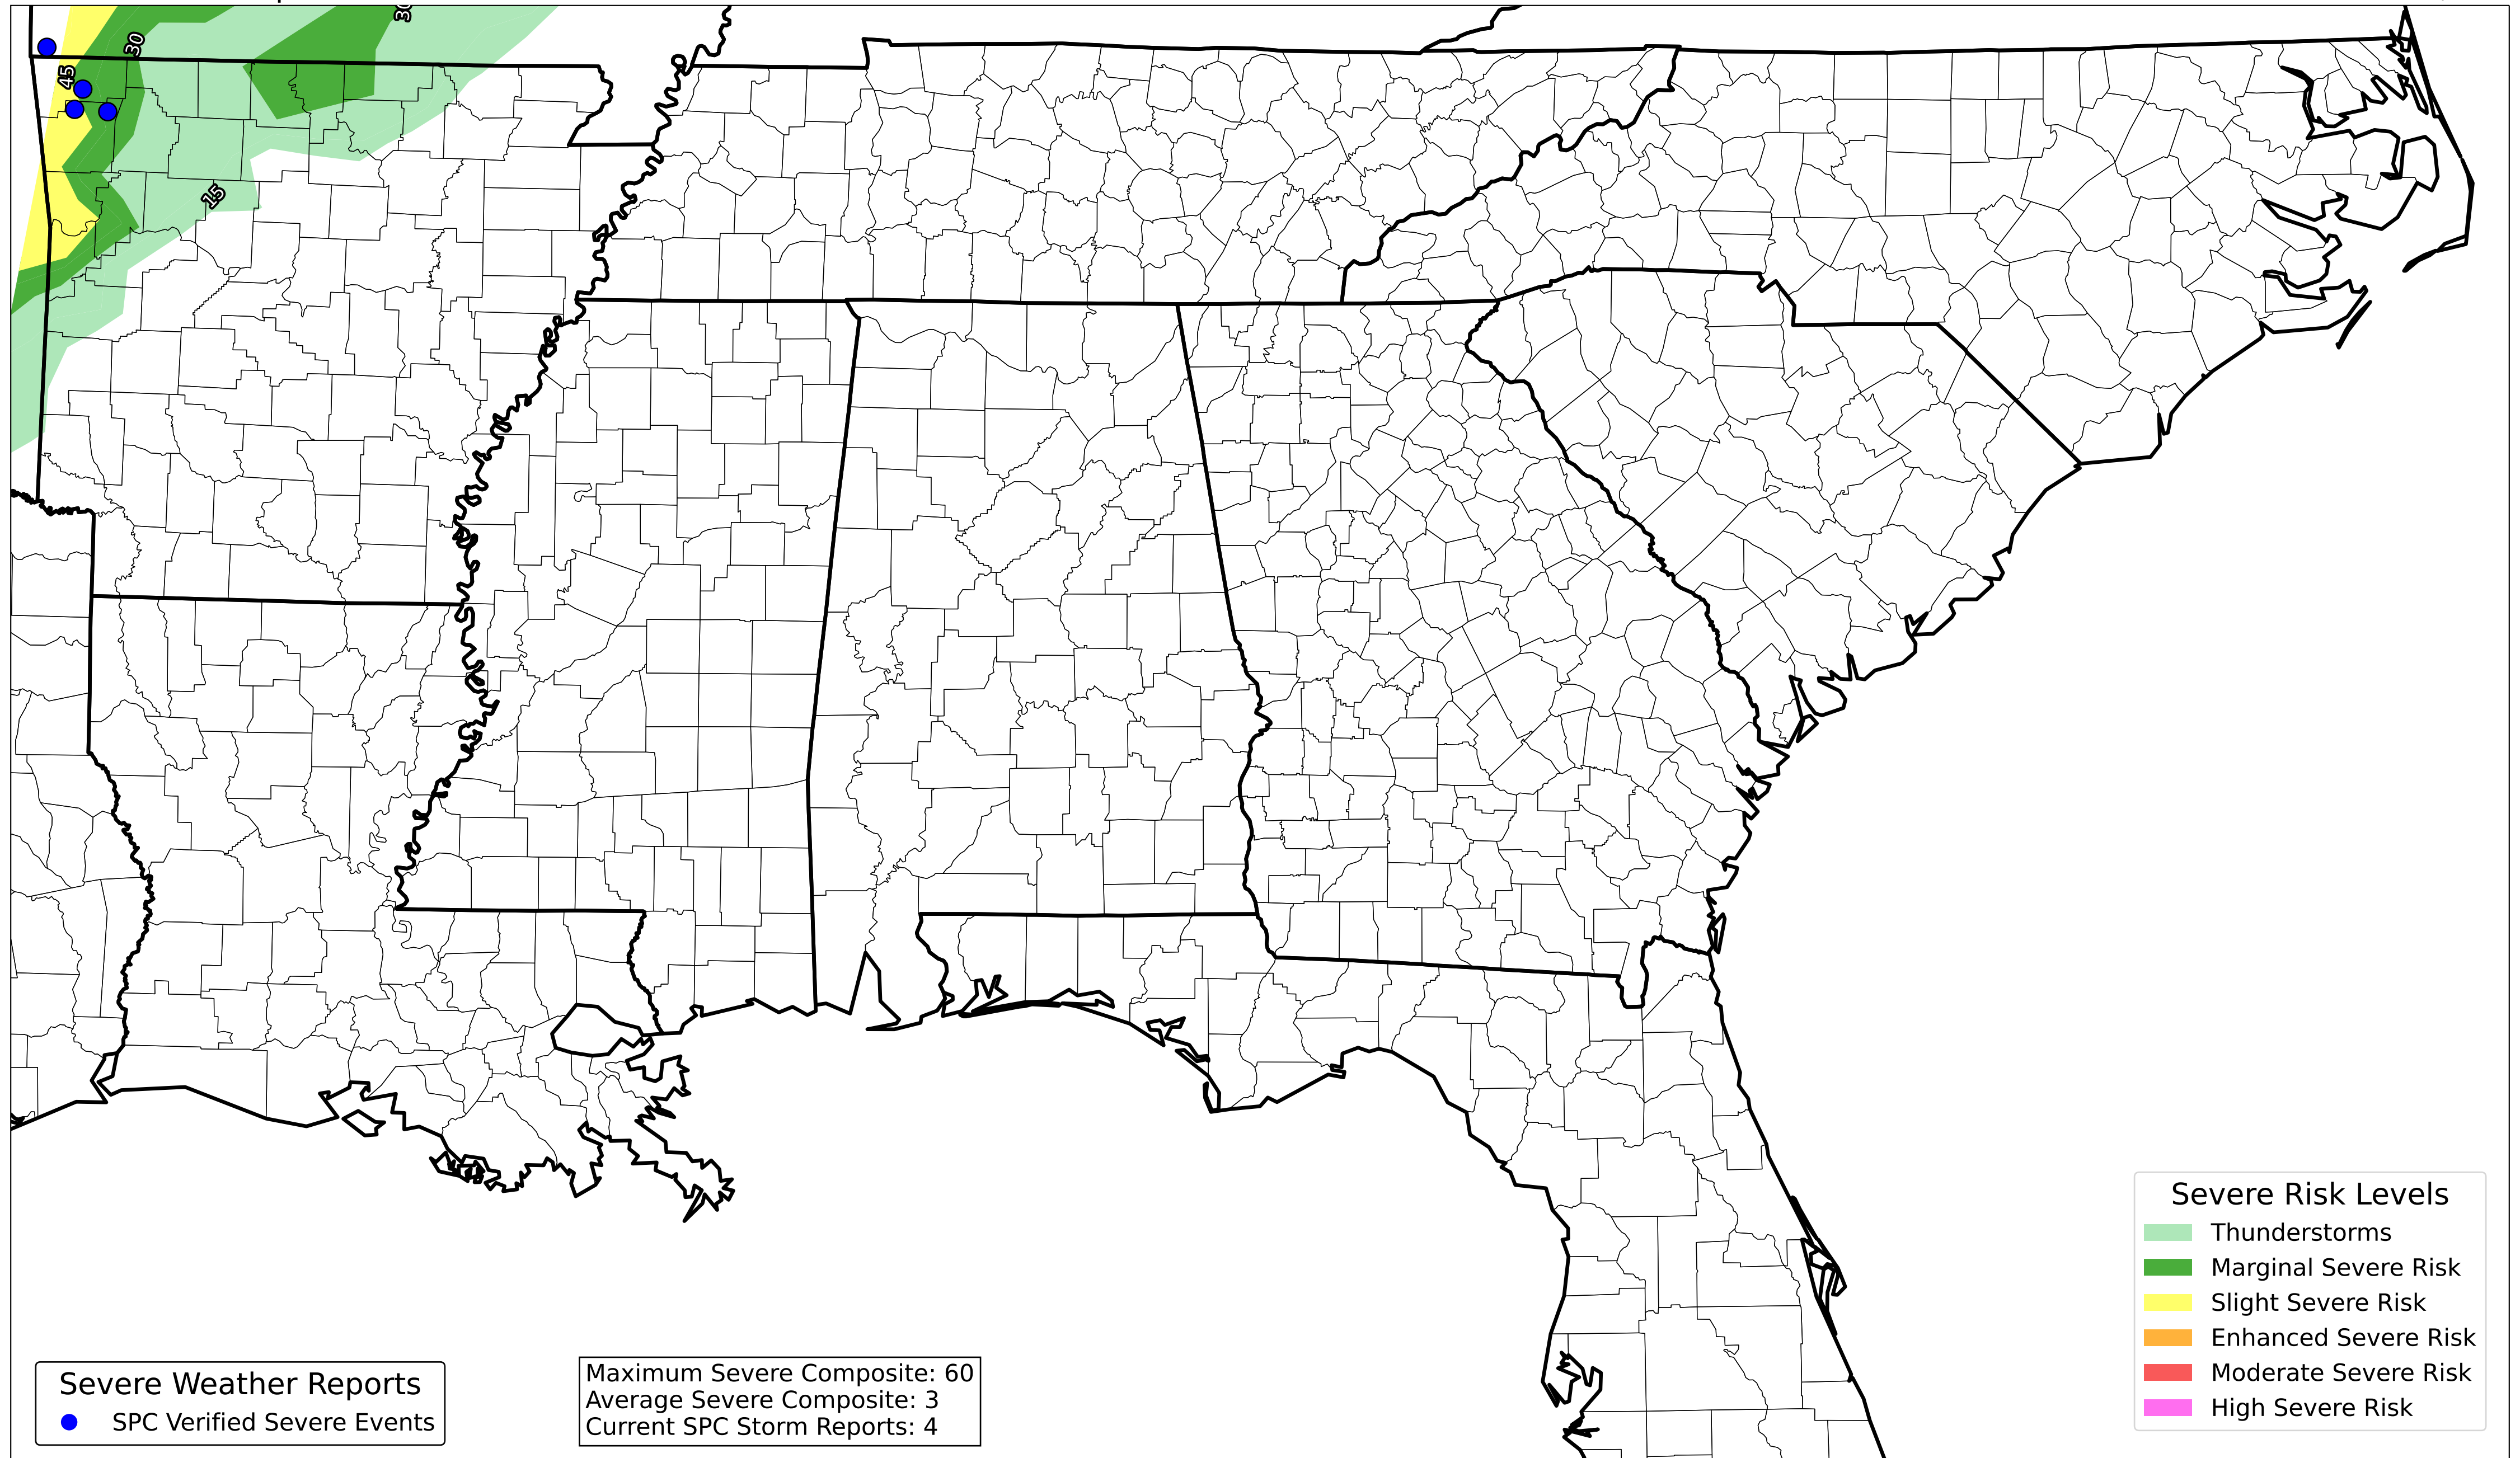 30
30
45
15
Severe Risk Levels
Thunderstorms
Marginal Severe Risk
Slight Severe Risk
Enhanced Severe Risk
Moderate Severe Risk
High Severe Risk
Severe Weather Reports
SPC Verified Severe Events
Maximum Severe Composite: 60
Average Severe Composite: 3
Current SPC Storm Reports: 4